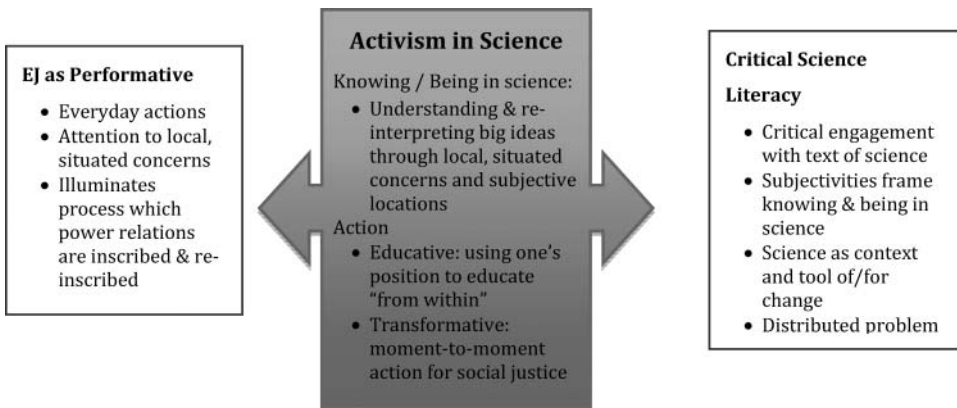 EJ as Performative
• Everyday actions
• Attention to local,
situated concerns
• Illuminates
process which
power relations
are inscribed & re-
inscribed
Activism in Science
Knowing / Being in science:
• Understanding & re-
interpreting big ideas
through local, situated
concerns and subjective
locations
Action
• Educative: using one's
position to educate
“from within”
• Transformative:
moment-to-moment
action for social justice
Critical Science
Literacy
• Critical engagement
with text of science
• Subjectivities frame
knowing & being in
science
• Science as context
and tool of/for
change
• Distributed problem